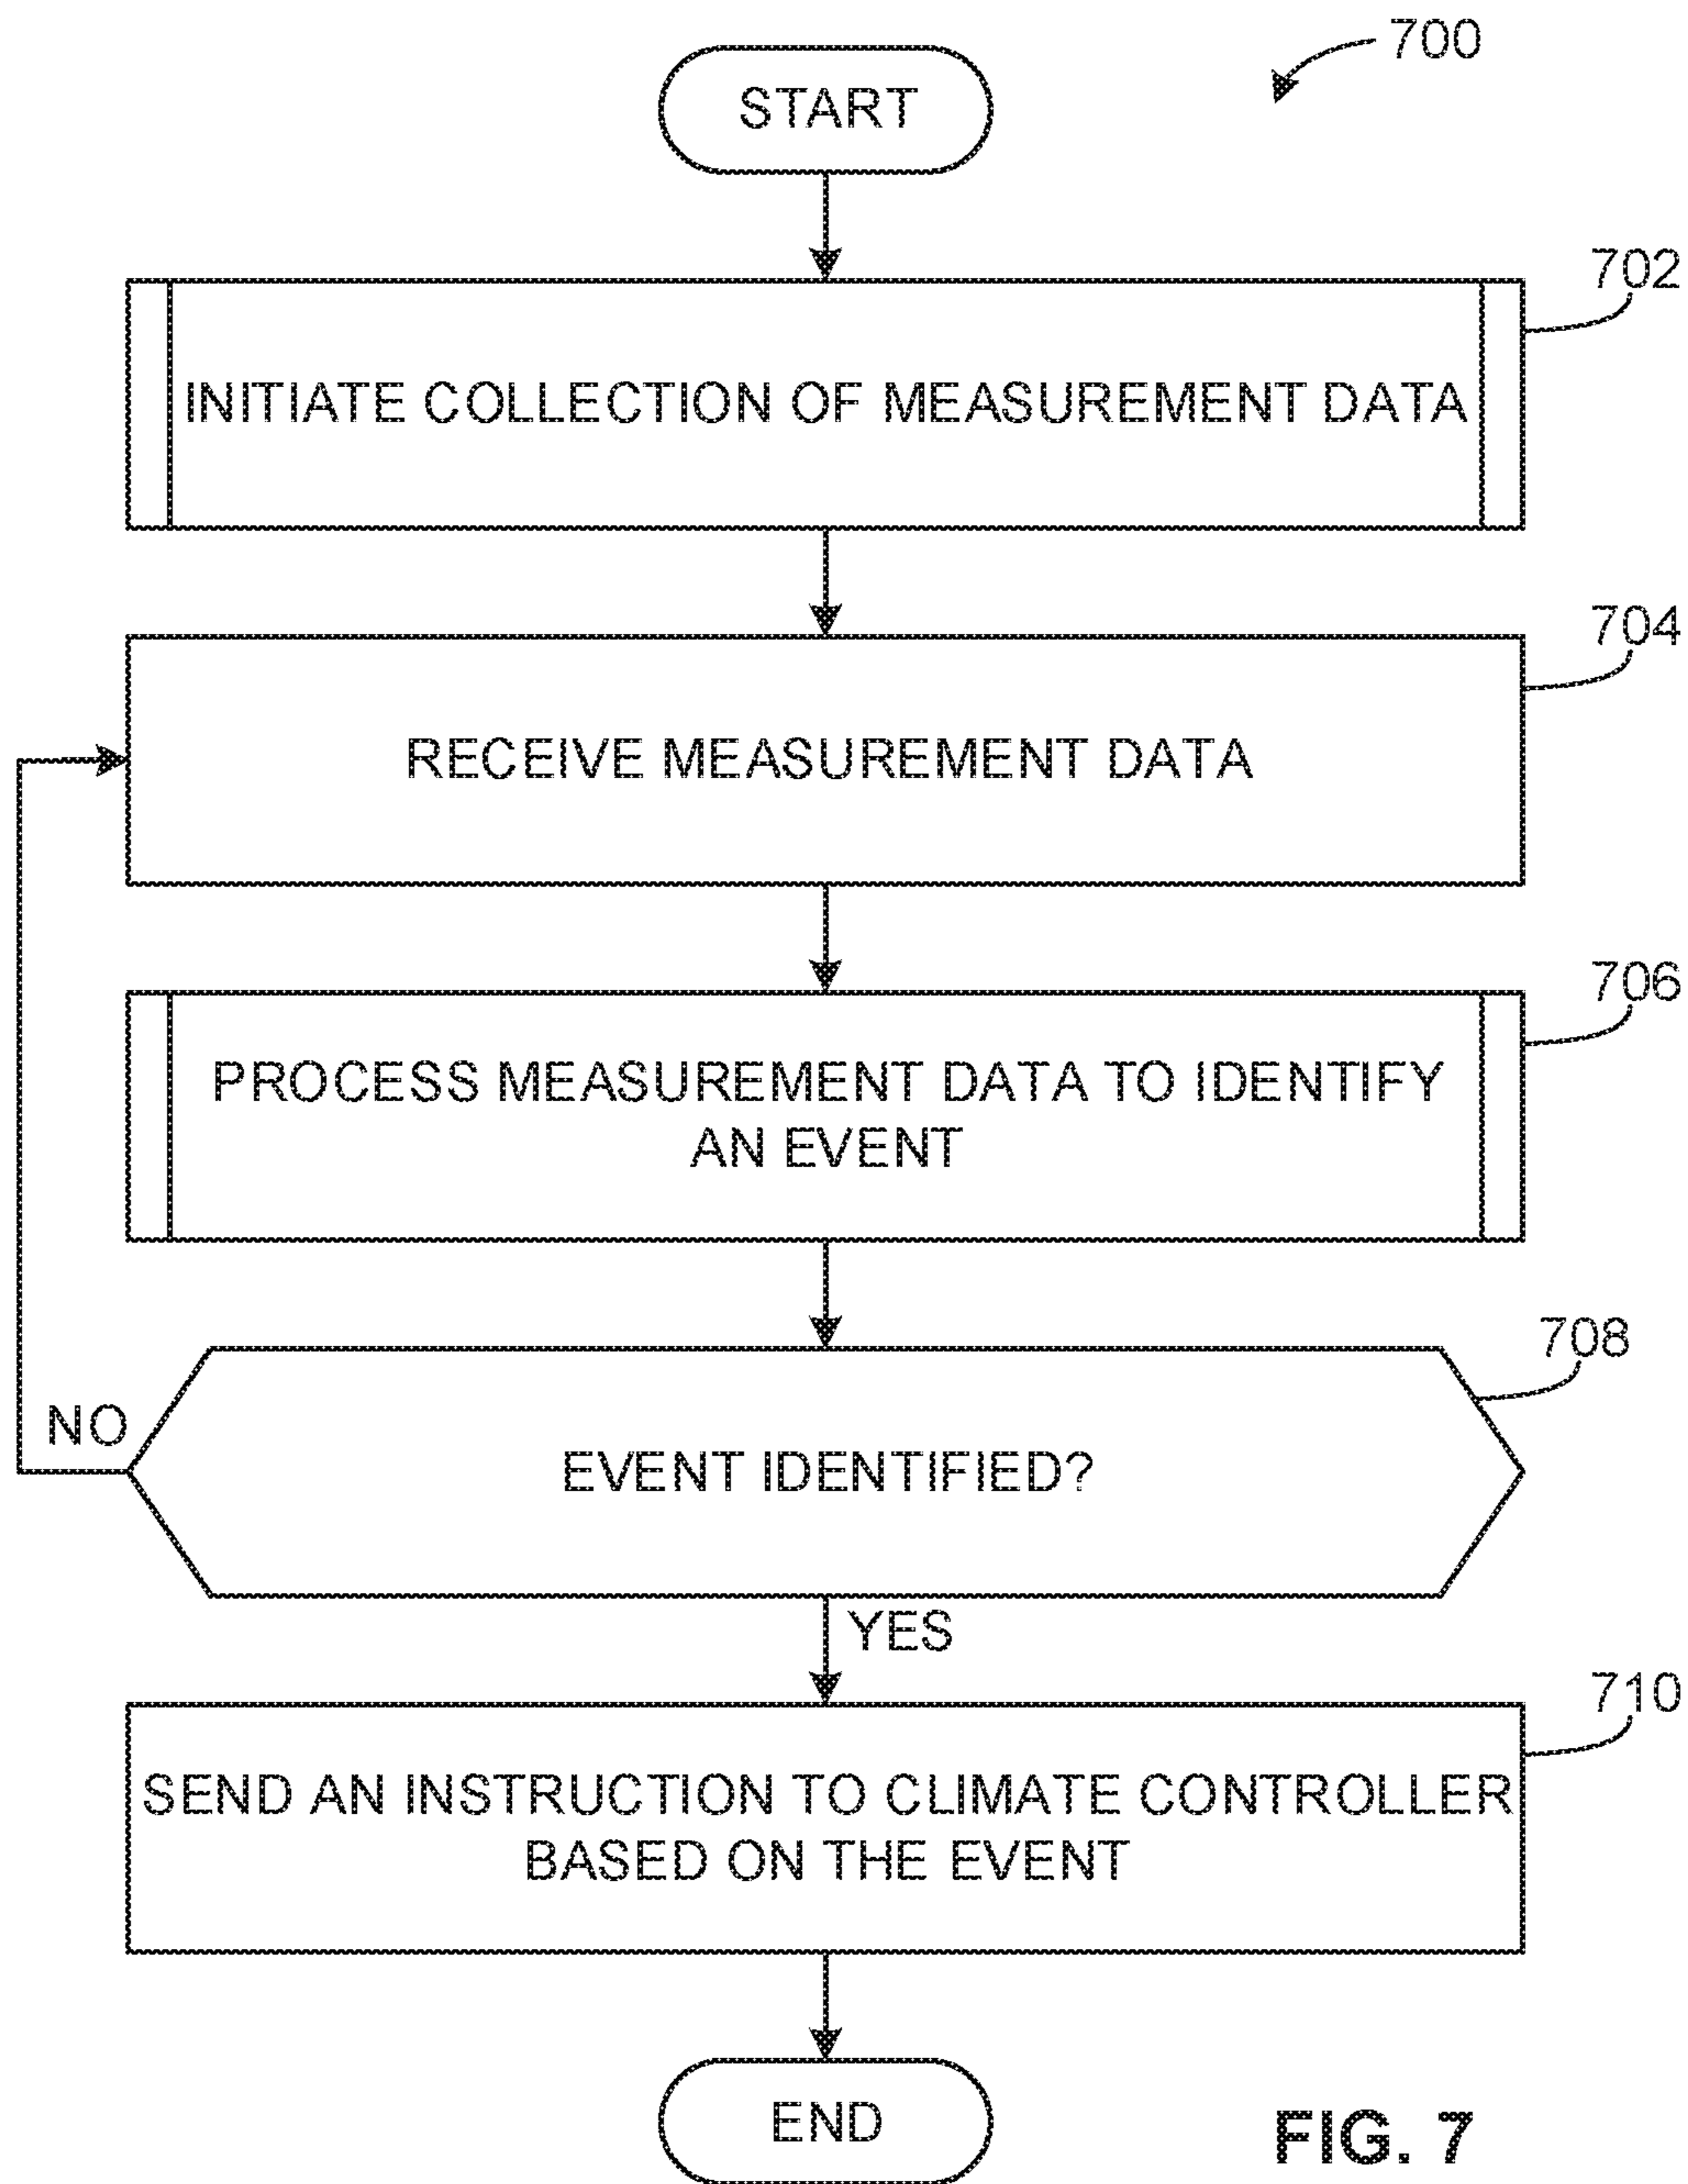 700
START
702
INITIATE COLLECTION OF MEASUREMENT DATA
704
RECEIVE MEASUREMENT DATA
706
PROCESS MEASUREMENT DATA TO IDENTIFY
AN EVENT
708
NO
EVENT IDENTIFIED?
YES
710
SEND AN INSTRUCTION TO CLIMATE CONTROLLER
BASED ON THE EVENT
END
FIG. 7